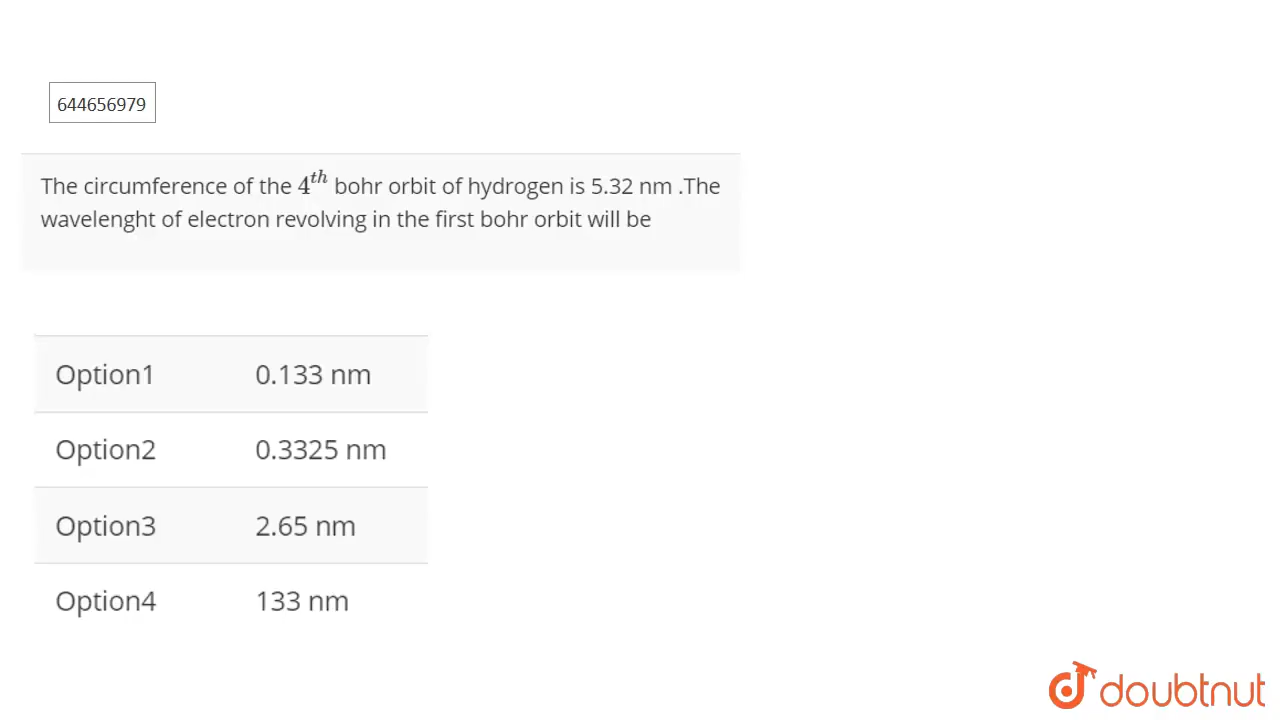 644656979
The circumference of the 4th bohr orbit of hydrogen is 5.32 nm .The
wavelenght of electron revolving in the first bohr orbit will be
Option1 0.133 nm
Option2 0.3325 nm
Option3 2.65 nm
Option4 133 nm
doubtnut